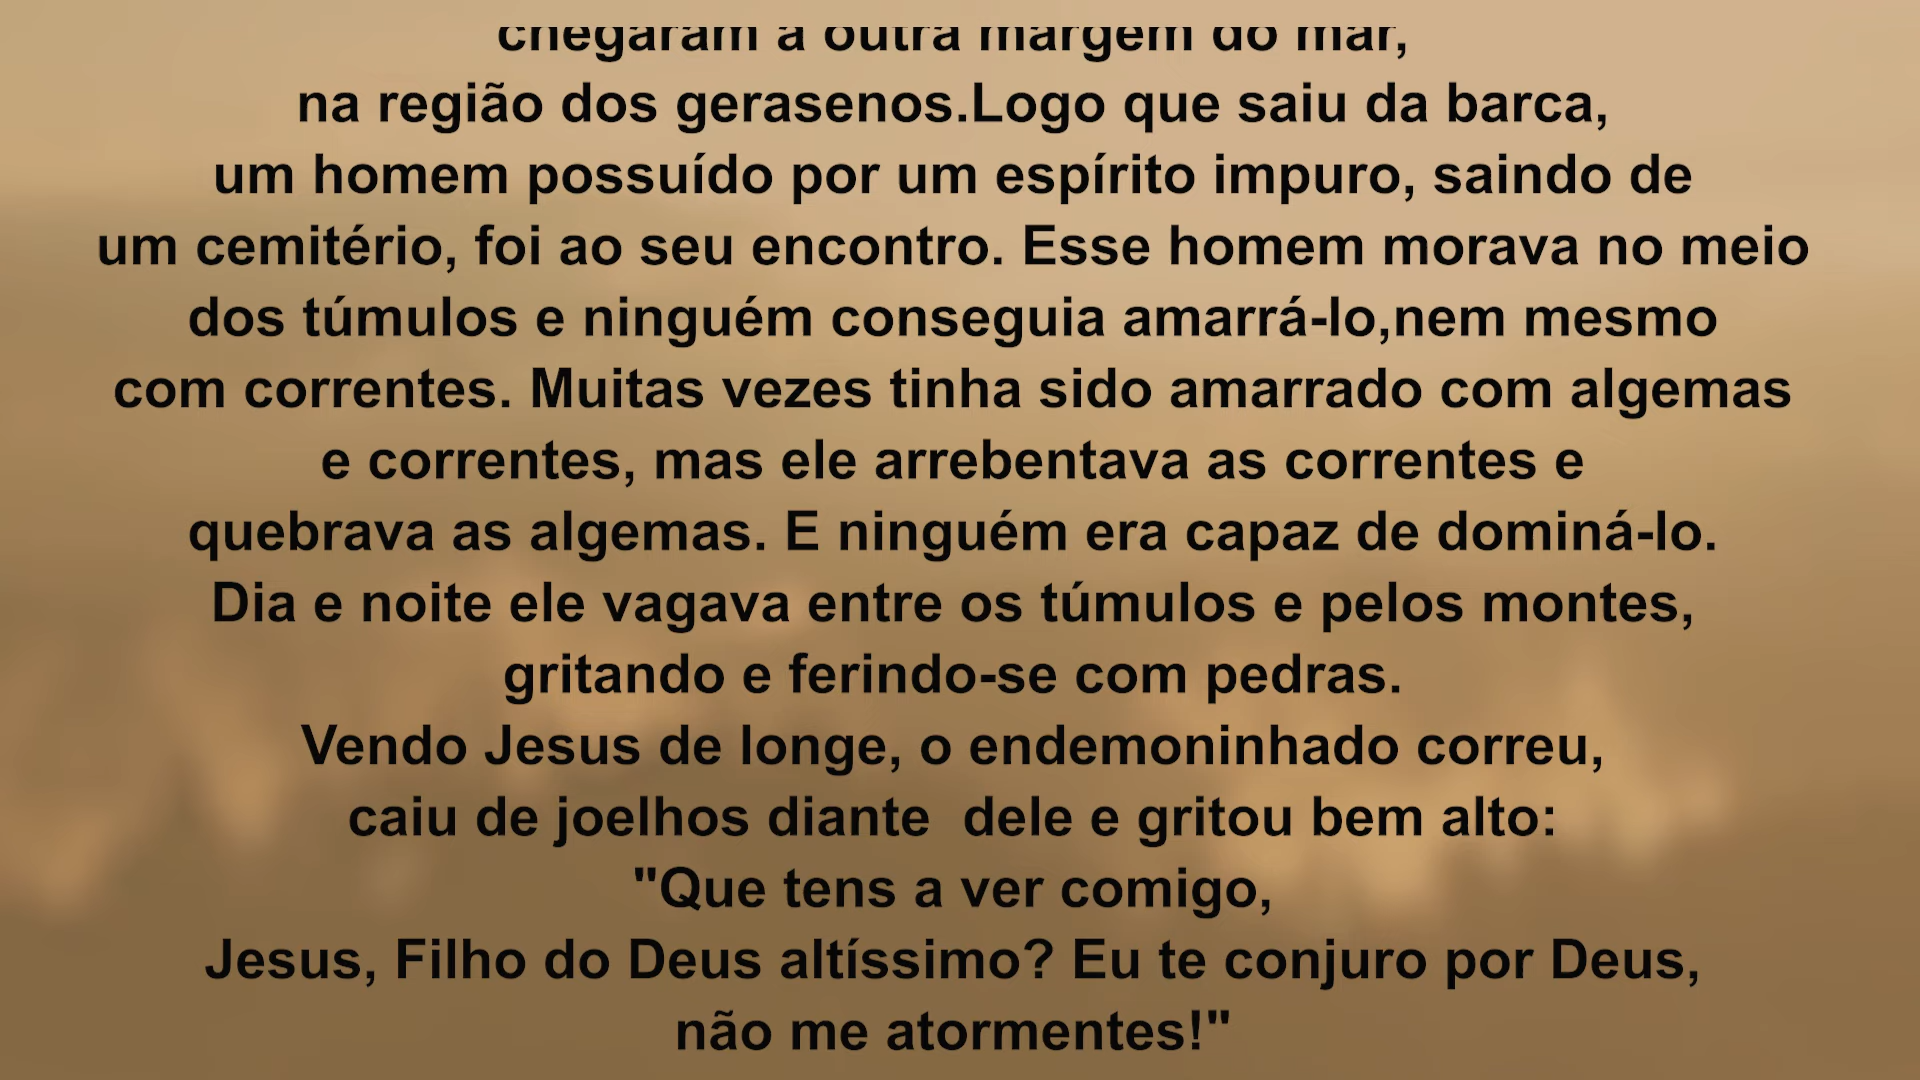 chegaram à outra margem do mar,
na região dos gerasenos.Logo que saiu da barca,
um homem possuído por um espírito impuro, saindo de
um cemitério, foi ao seu encontro. Esse homem morava no meio
dos túmulos e ninguém conseguia amarrá-lo,nem mesmo
com correntes. Muitas vezes tinha sido amarrado com algemas
e correntes, mas ele arrebentava as correntes e
quebrava as algemas. E ninguém era capaz de dominá-lo.
Dia e noite ele vagava entre os túmulos e pelos montes,
gritando e ferindo-se com pedras.
Vendo Jesus de longe, o endemoninhado correu,
caiu de joelhos diante  dele e gritou bem alto:
"Que tens a ver comigo,
Jesus, Filho do Deus altíssimo? Eu te conjuro por Deus,
não me atormentes!"